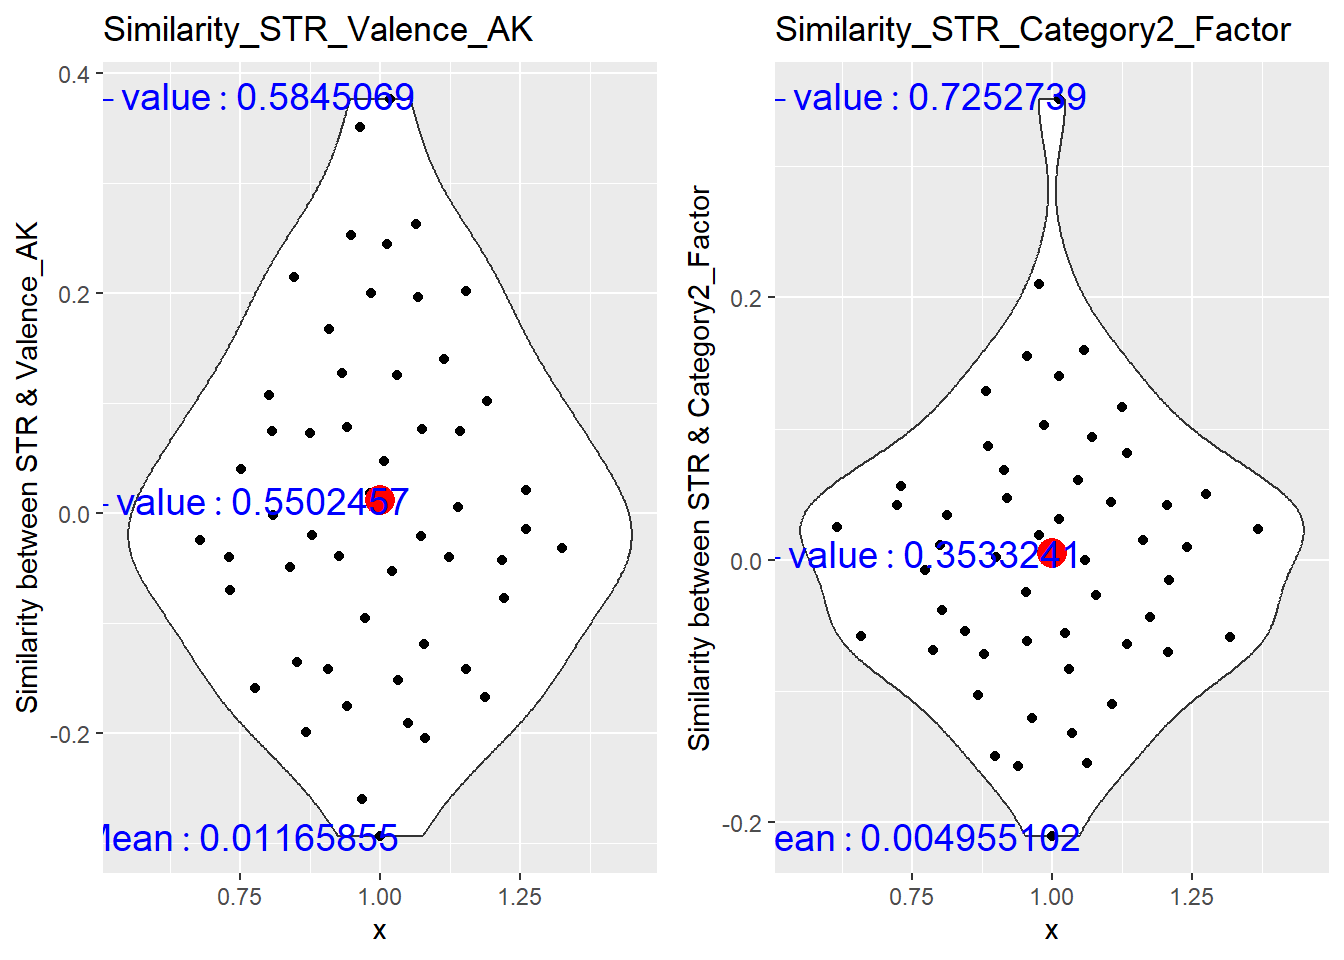 Similarity_STR_Valence_AK
Similarity between STR & Valence_AK
0.4
0.2
0.0
-0.2
- value : 0.5845069
- value : 0.5502457
ean : 0.01165855
0.75 1.00 1.25
x
Similarity_STR_Category2_Factor
Similarity between STR & Category2_Factor
0.2
0.0
-0.2
- value : 0.7252739
- value : 0.3533241
ean : 0.004955102
0.75 1.00 1.25
x